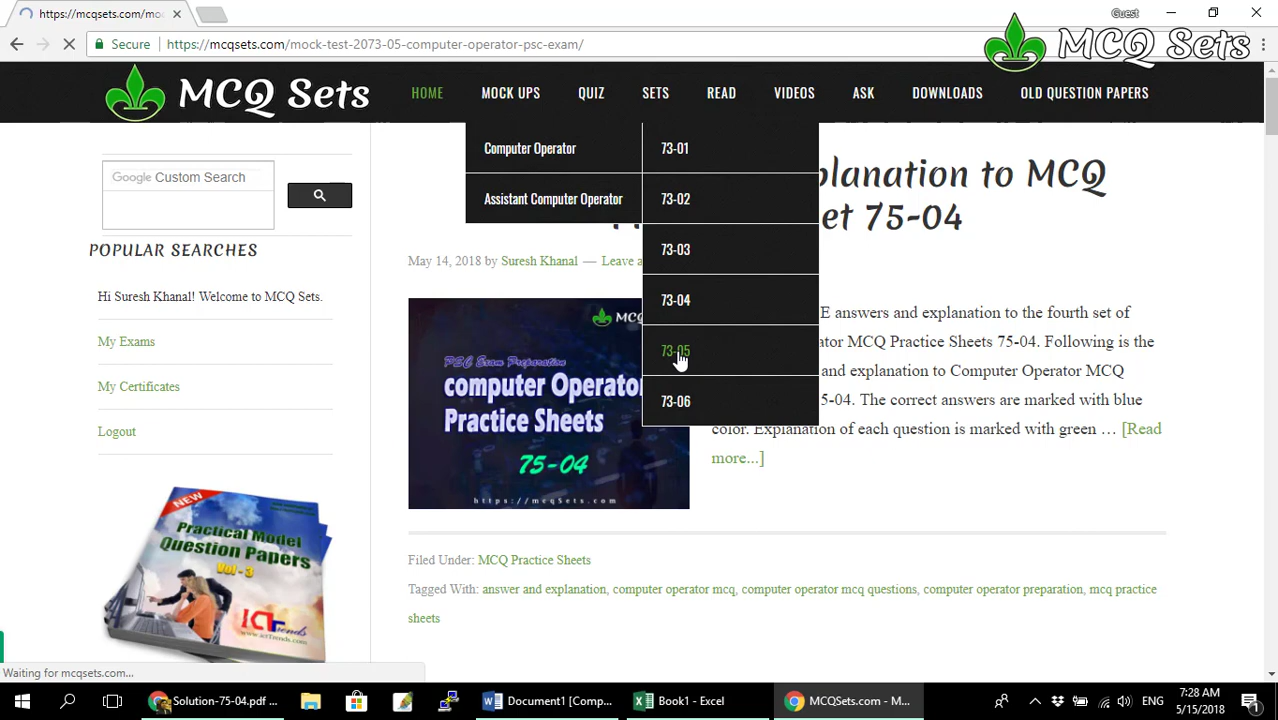 https://mcqsets.com/moc
Guest
Secure
https://mcqsets.com/mock-test-2073-05-computer-operator-psc-exam/
MCQ Sets
MCQ Sets
HOME
MOCK UPS
QUIZ
SETS
READ
VIDEOS
ASK
DOWNLOADS
OLD QUESTION PAPERS
Computer Operator
Assistant Computer Operator
73-01
73-02
73-03
73-04
73-05
73-06
Google Custom Search
POPULAR SEARCHES
Hi Suresh Khanal! Welcome to MCQ Sets.
My Exams
My Certificates
Logout
NEW
Practical Model
Question Papers
Vol - 3
ICT Trends
ictTrends.com
planation to MCQ
et 75-04
May 14, 2018 by Suresh Khanal — Leave a
MCQ
PSC Exam Preparation
computer Operator
Practice Sheets
75-04
https://mcqSets.com
E answers and explanation to the fourth set of
ator MCQ Practice Sheets 75-04. Following is the
and explanation to Computer Operator MCQ
5-04. The correct answers are marked with blue
color. Explanation of each question is marked with green … [Read
more...]
Filed Under: MCQ Practice Sheets
Tagged With: answer and explanation, computer operator mcq, computer operator mcq questions, computer operator preparation, mcq practice
sheets
Waiting for mcqsets.com...
Solution-75-04.pdf ...
Document1 [Comp...
Book1 - Excel
MCQSets.com - M...
ENG
7:28 AM
5/15/2018
1